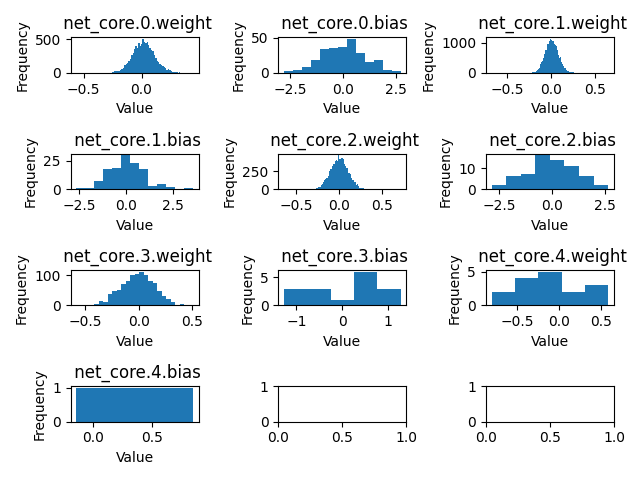 net_core.0.weight
net_core.0.bias
net_core.1.weight
500
0
Frequency
−0.5
0.0
Value
50
0
Frequency
−2.5
0.0
2.5
Value
1000
0
Frequency
−0.5
0.0
0.5
Value
net_core.1.bias
net_core.2.weight
net_core.2.bias
25
0
Frequency
−2.5
0.0
2.5
Value
250
0
Frequency
−0.5
0.0
0.5
Value
10
0
Frequency
−2.5
0.0
2.5
Value
net_core.3.weight
net_core.3.bias
net_core.4.weight
100
0
Frequency
−0.5
0.0
0.5
Value
5
0
Frequency
−1
0
1
Value
5
0
Frequency
−0.5
0.0
0.5
Value
net_core.4.bias
1
0
Frequency
0.0
0.5
Value
1
0
0.0
0.5
1.0
1
0
0.0
0.5
1.0